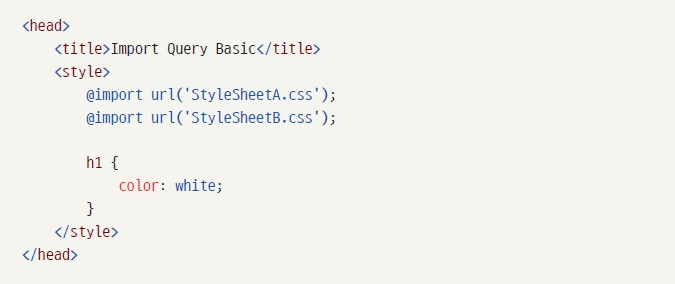 <head>
    <title>Import Query Basic</title>
    <style>
        @import url('StyleSheetA.css');
        @import url('StyleSheetB.css');

        h1 {
            color: white;
        }
    </style>
</head>